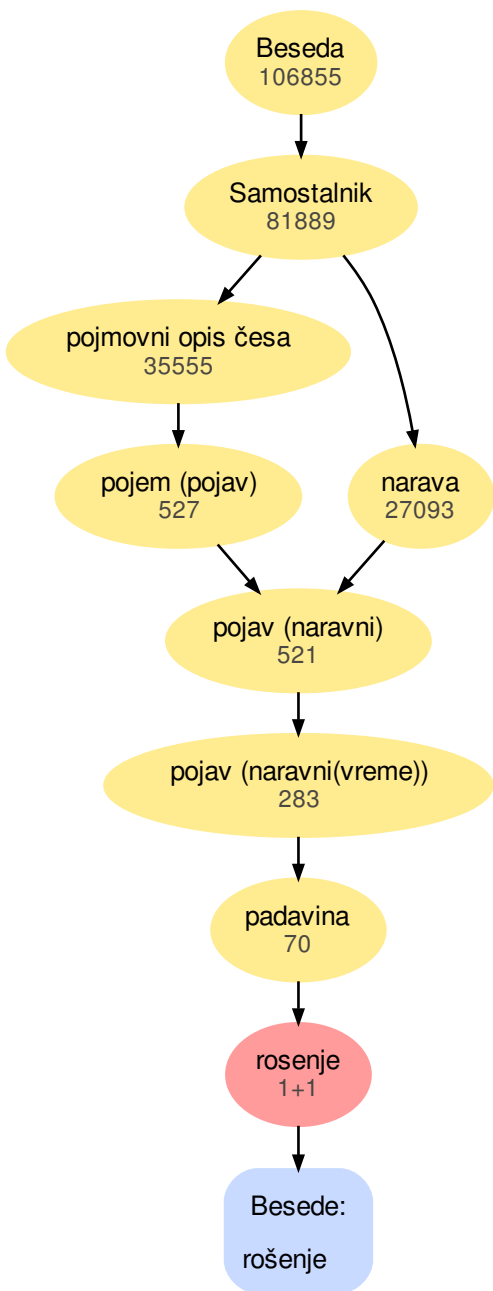 Beseda
106855
Samostalnik
81889
pojmovni opis česa
35555
pojem (pojav)
527
narava
27093
pojav (naravni)
521
pojav (naravni(vreme))
283
padavina
70
rosenje
1+1
Besede:
rošenje